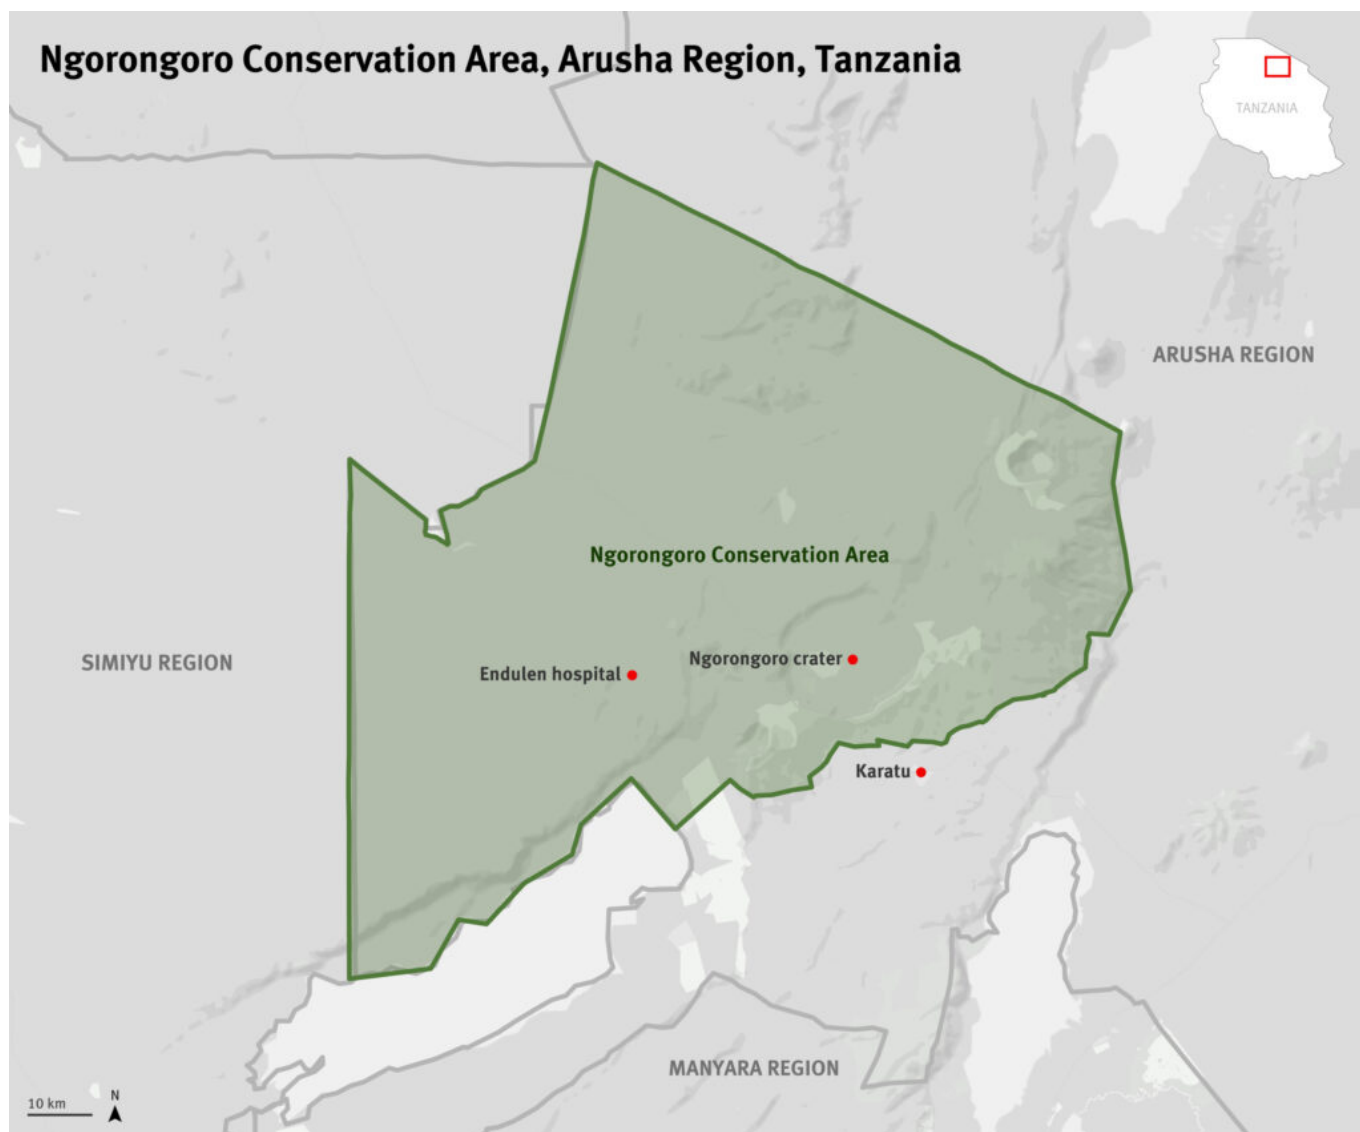 Ngorongoro Conservation Area, Arusha Region, Tanzania
TANZANIA
ARUSHA REGION
Ngorongoro Conservation Area
SIMIYU REGION
Endulen hospital
Ngorongoro crater
Karatu
MANYARA REGION
10 km
N